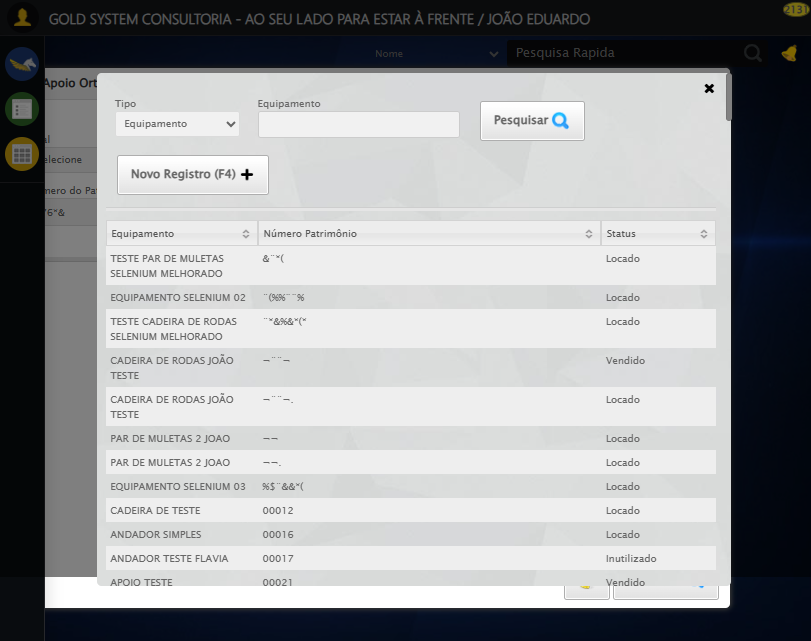 GOLD SYSTEM CONSULTORIA - AO SEU LADO PARA ESTAR À FRENTE / JOÃO EDUARDO
2131
Nome
Pesquisa Rapida
Apoio Ort
al
elecione
nero do Pa
"6"&
Tipo
Equipamento
Equipamento
Pesquisar
Novo Registro (F4)
Equipamento Número Patrimônio Status
TESTE PAR DE MULETAS &¨*( Locado
SELENIUM MELHORADO
EQUIPAMENTO SELENIUM 02 ¨(%%¨¨% Locado
TESTE CADEIRA DE RODAS ¨*&%&*(* Locado
SELENIUM MELHORADO
CADEIRA DE RODAS JOÃO ¬¨¨¬ Vendido
TESTE
CADEIRA DE RODAS JOÃO ¬¨¨¬. Locado
TESTE
PAR DE MULETAS 2 JOAO ¬¬ Locado
PAR DE MULETAS 2 JOAO ¬¬. Locado
EQUIPAMENTO SELENIUM 03 %$¨&&*( Locado
CADEIRA DE TESTE 00012 Locado
ANDADOR SIMPLES 00016 Locado
ANDADOR TESTE FLAVIA 00017 Inutilizado
APOIO TESTE 00021 Vendido